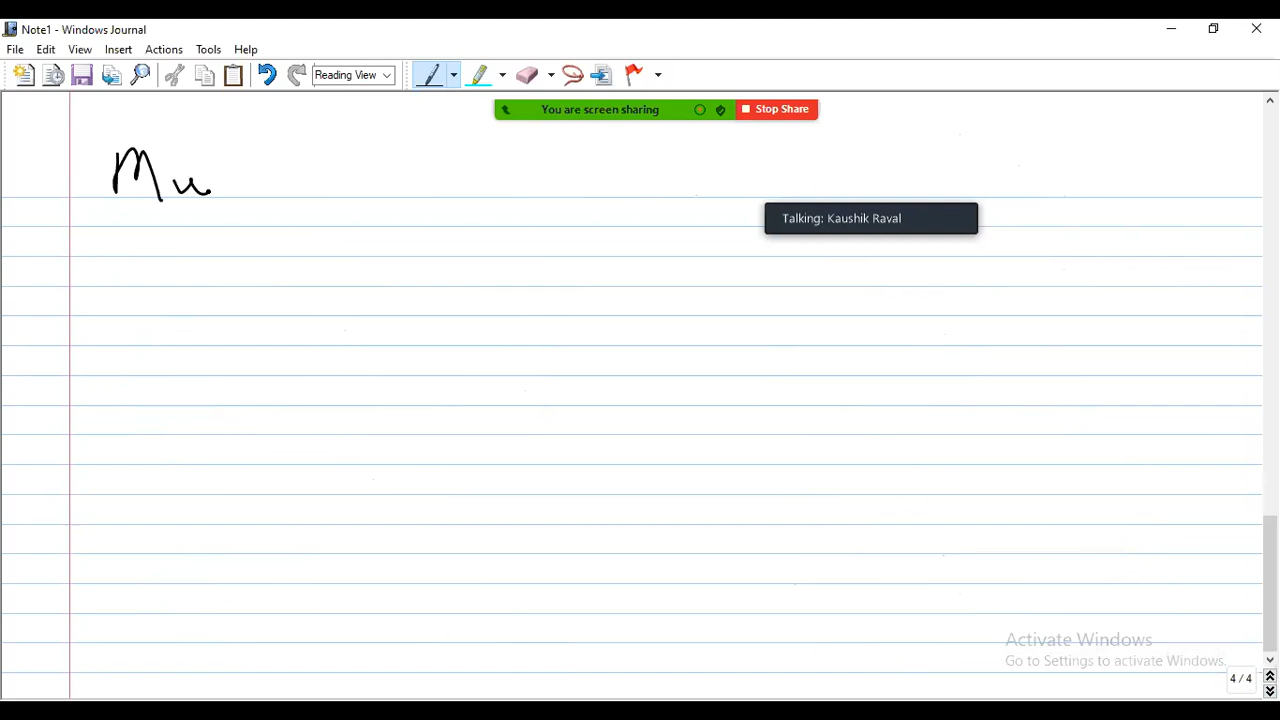 Note1 - Windows Journal
File Edit View Insert Actions Tools Help
Reading View
You are screen sharing Stop Share
Mu
Talking: Kaushik Raval
Activate Windows
Go to Settings to activate Windows.
4 / 4